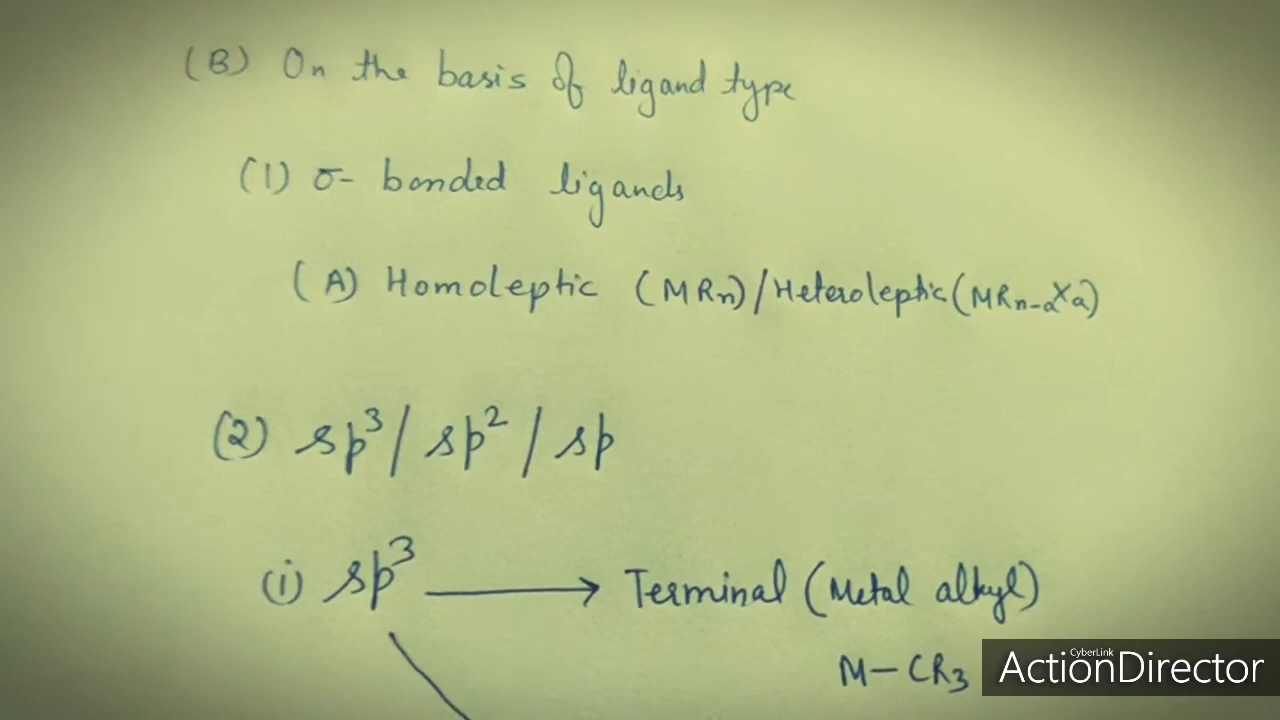 (B) On the basis of ligand type
(1) σ- bonded ligands
(A) Homoleptic (MRn)/Heteroleptic(MRn-aXa)
(2) sp³/ sp² / sp
(i) sp³ ⟶ Terminal (Metal alkyl)
M-CR₃
CyberLink
ActionDirector